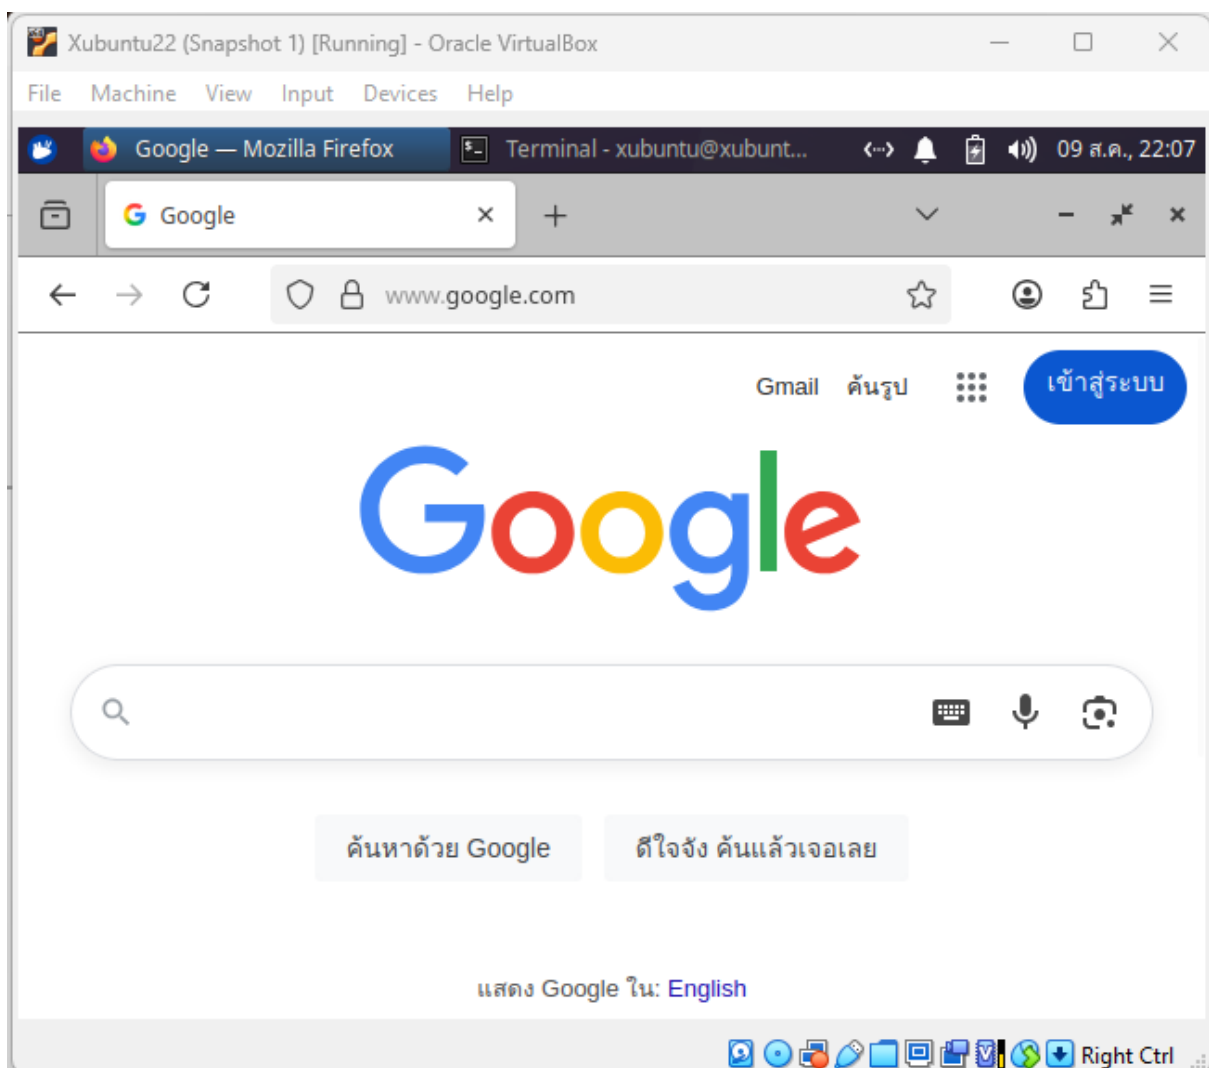 Xubuntu22 (Snapshot 1) [Running] - Oracle VirtualBox
File Machine View Input Devices Help
Google — Mozilla Firefox Terminal - xubuntu@xubunt... 09 ส.ค., 22:07
Google
www.google.com
Gmail ค้นรูป เข้าสู่ระบบ
Google
ค้นหาด้วย Google ดีใจจัง ค้นแล้วเจอเลย
แสดง Google ใน: English
Right Ctrl